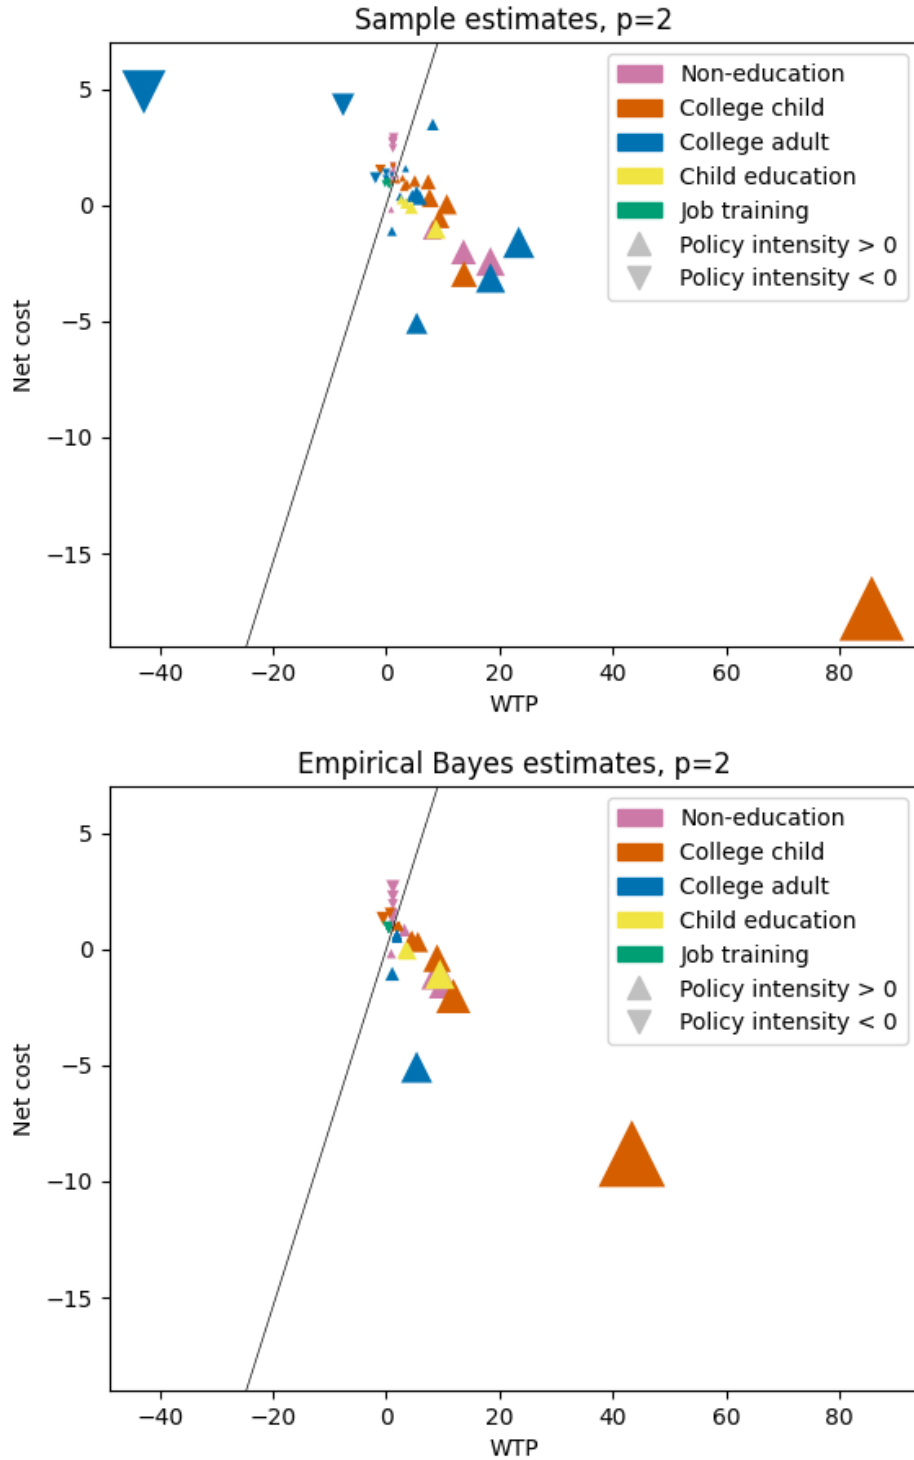 Sample estimates, p=2
5
0
−5
−10
−15
Net cost
−40
−20
0
20
40
60
80
WTP
Non-education
College child
College adult
Child education
Job training
Policy intensity > 0
Policy intensity < 0
Empirical Bayes estimates, p=2
5
0
−5
−10
−15
Net cost
−40
−20
0
20
40
60
80
WTP
Non-education
College child
College adult
Child education
Job training
Policy intensity > 0
Policy intensity < 0